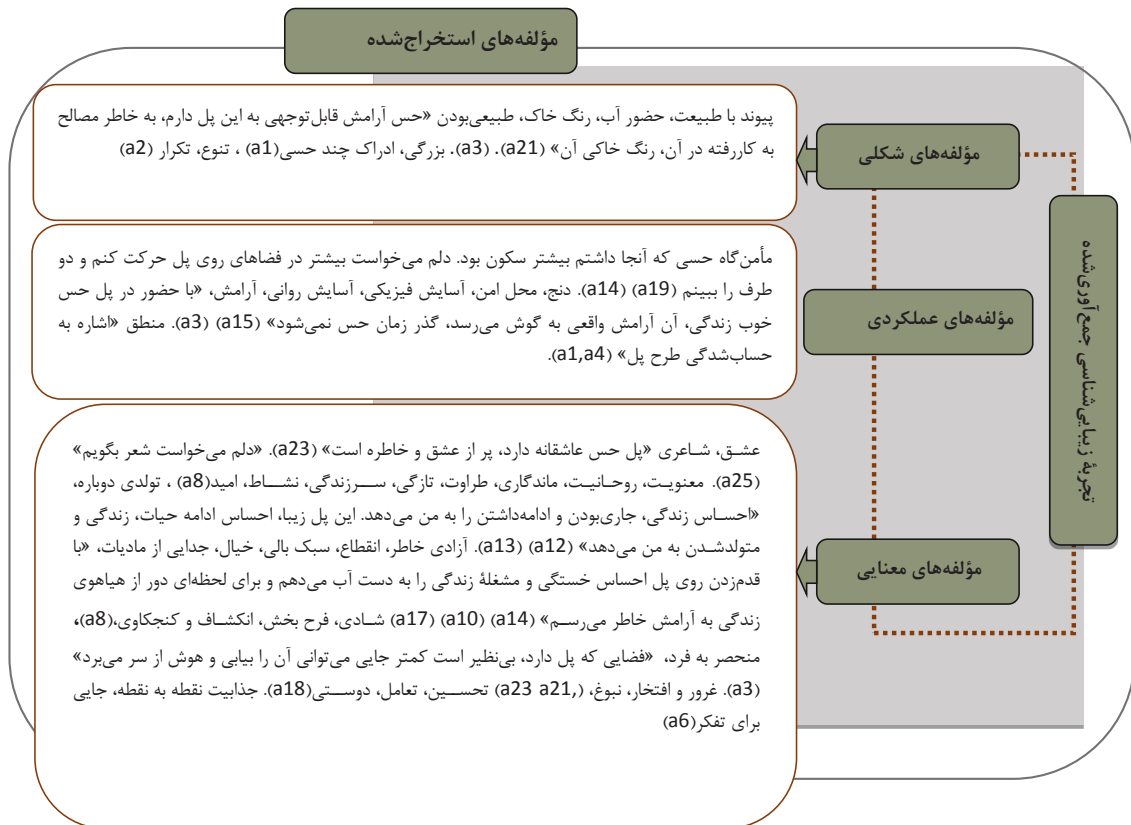 مؤلفه‌های استخراج‌شده
تجربهٔ زیبایی‌شناسی جمع‌آوری‌شده
مؤلفه‌های شکلی
پیوند با طبیعت، حضور آب، رنگ خاک، طبیعی‌بودن «حس آرامش قابل‌توجهی به این پل دارم، به خاطر مصالح
به کاررفته در آن، رنگ خاکی آن» (a21). (a3). بزرگی، ادراک چند حسی(a1) ، تنوع، تکرار (a2)
مؤلفه‌های عملکردی
مأمن‌گاه حسی که آنجا داشتم بیشتر سکون بود. دلم می‌خواست بیشتر در فضاهای روی پل حرکت کنم و دو
طرف را ببینم (a19) (a14). دنج، محل امن، آسایش فیزیکی، آسایش روانی، آرامش، «با حضور در پل حس
خوب زندگی، آن آرامش واقعی به گوش می‌رسد، گذر زمان حس نمی‌شود» (a15) (a3). منطق «اشاره به
حساب‌شدگی طرح پل» (a1,a4).
مؤلفه‌های معنایی
عشـق، شـاعری «پل حس عاشقانه دارد، پر از عشق و خاطره است» (a23). «دلم می‌خواست شعر بگویم»
(a25). معنویـت، روحـانیـت، ماندگاری، طراوت، تازگی، ســرزندگی، نشــاط، امید(a8) ، تولدی دوباره،
«احسـاس زندگی، جاری‌بودن و ادامه‌داشتن را به من می‌دهد. این پل زیبا، احساس ادامه حیات، زندگی و
متولدشـدن به من می‌دهد» (a12) (a13). آزادی خاطر، انقطاع، سبک بالی، خیال، جدایی از مادیات، «با
قدم‌زدن روی پل احساس خستگی و مشغلهٔ زندگی را به دست آب می‌دهم و برای لحظه‌ای دور از هیاهوی
زندگی به آرامش خاطر می‌رسـم» (a14) (a10) (a17) شادی، فرح بخش، انکشـاف و کنجکاوی،(a8)،
منحصر به فرد، «فضایی که پل دارد، بی‌نظیر است کمتر جایی می‌توانی آن را بیابی و هوش از سر می‌برد»
(a3). غرور و افتخار، نبوغ، (a23 a21,) تحســین، تعامل، دوســتی(a18). جذابیت نقطه به نقطه، جایی
برای تفکر(a6)